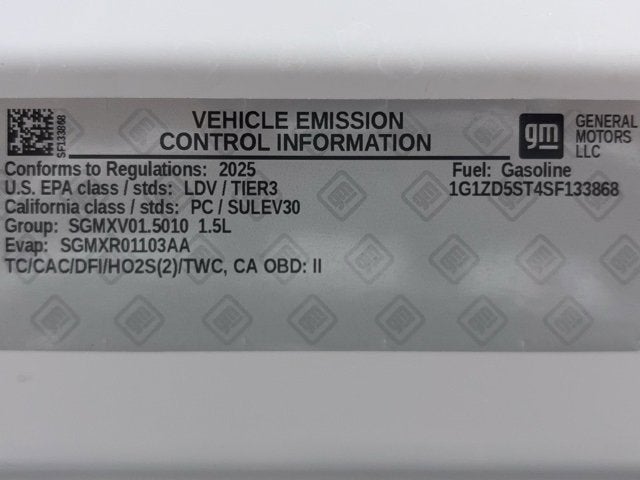 VEHICLE EMISSION
CONTROL INFORMATION
gm
GENERAL
MOTORS
LLC
SF133868
Conforms to Regulations: 2025
Fuel: Gasoline
U.S. EPA class / stds: LDV / TIER3
1G1ZD5ST4SF133868
California class / stds: PC / SULEV30
Group: SGMXV01.5010 1.5L
Evap: SGMXR01103AA
TC/CAC/DFI/HO2S(2)/TWC, CA OBD: II